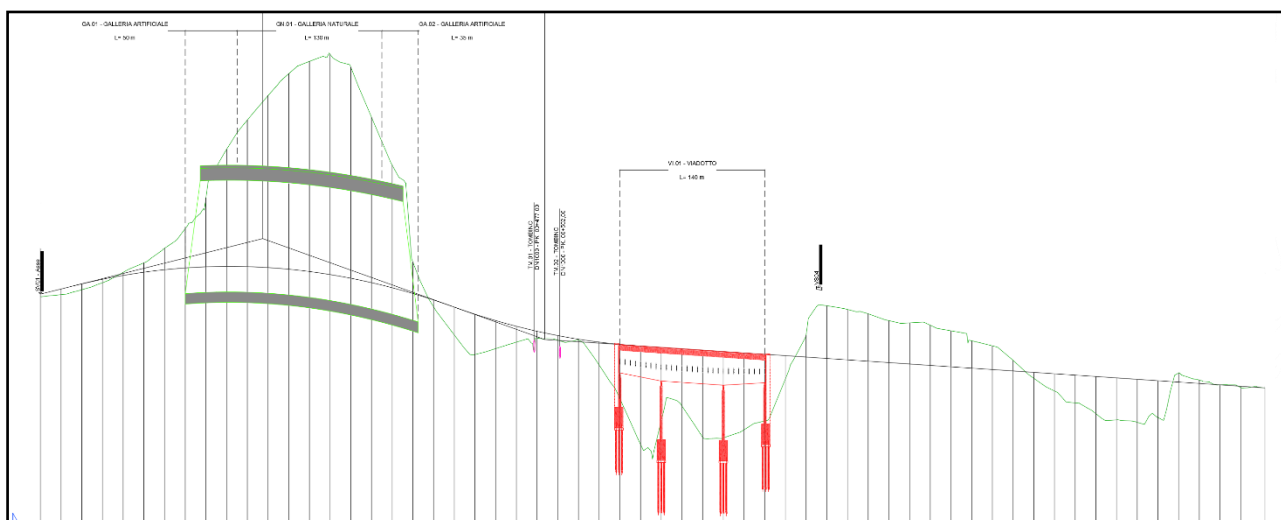 GA.01 - GALLERIA ARTIFICIALE
L= 50 m
GN.01 - GALLERIA NATURALE
L= 130 m
GA.02 - GALLERIA ARTIFICIALE
L= 35 m
VI.01 - VIADOTTO
L= 140 m
TM.01 - TOMBINO
TM.02 - TOMBINO